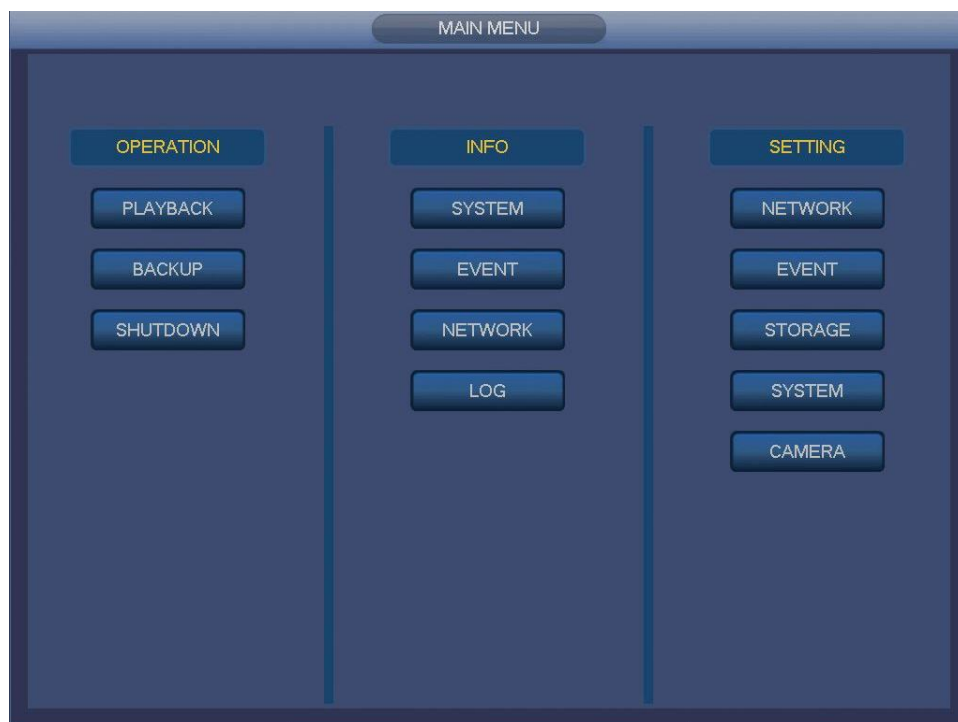 MAIN MENU
OPERATION
PLAYBACK
BACKUP
SHUTDOWN
INFO
SYSTEM
EVENT
NETWORK
LOG
SETTING
NETWORK
EVENT
STORAGE
SYSTEM
CAMERA